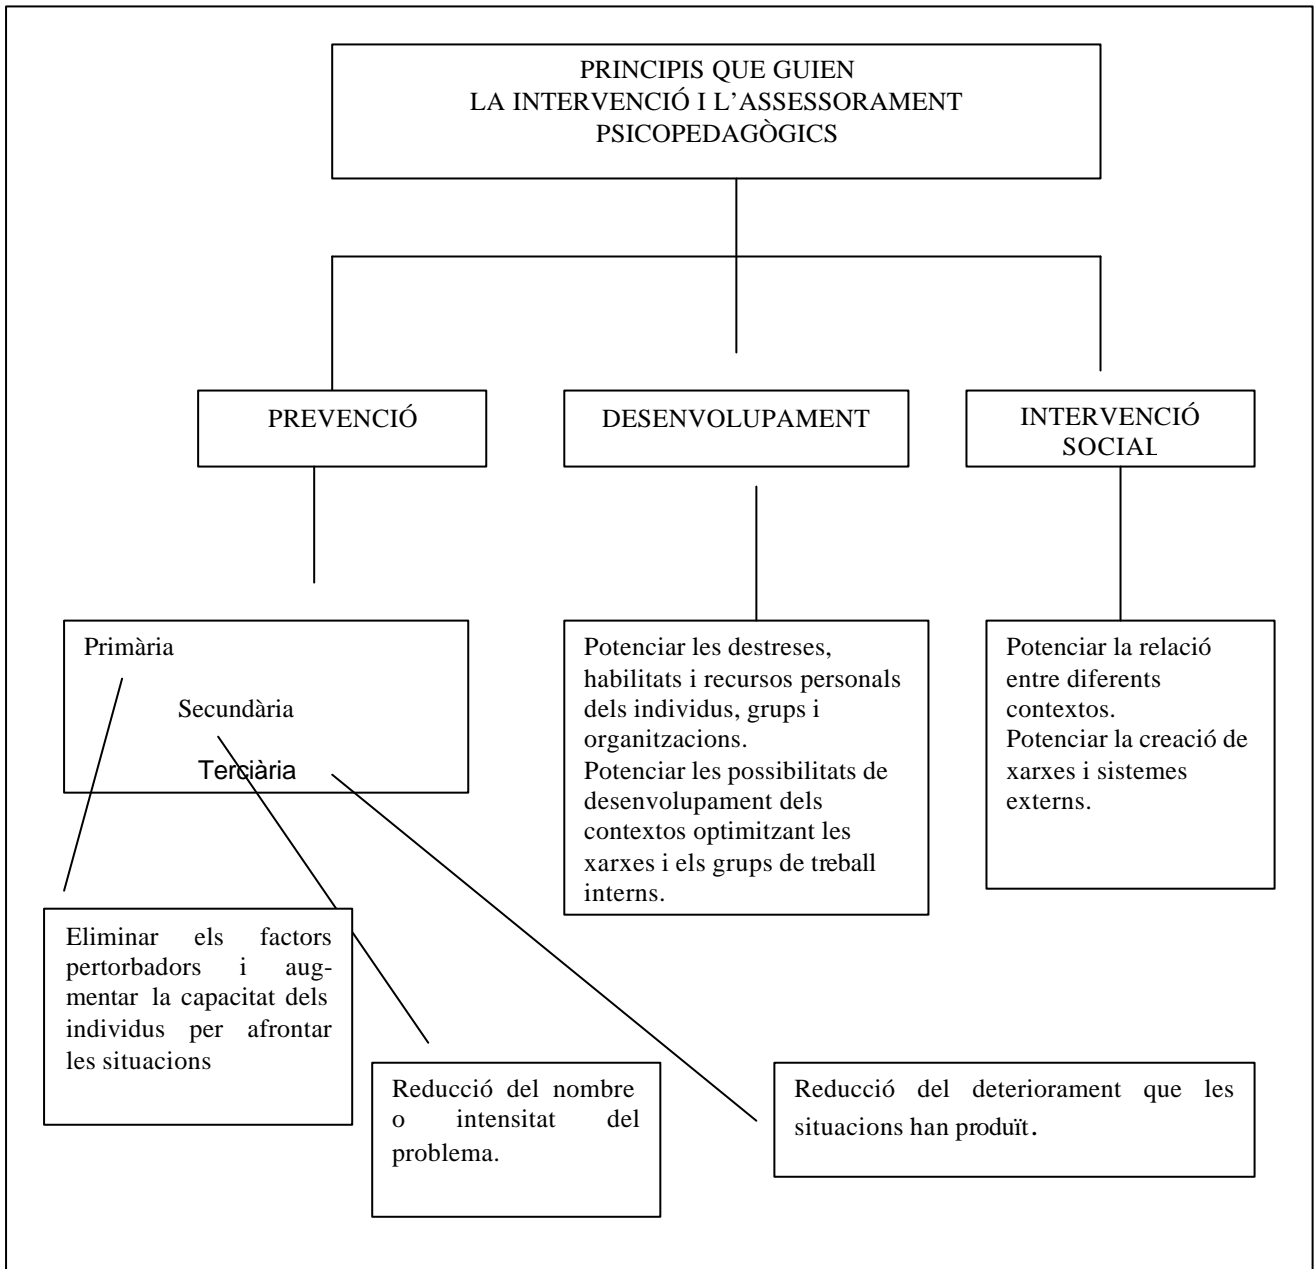 PRINCIPIS QUE GUIEN
LA INTERVENCIÓ I L’ASSESSORAMENT
PSICOPEDAGÒGICS
PREVENCIÓ
DESENVOLUPAMENT
INTERVENCIÓ
SOCIAL
Primària
Secundària
Terciària
Potenciar les destreses,
habilitats i recursos personals
dels individus, grups i
organitzacions.
Potenciar les possibilitats de
desenvolupament dels
contextos optimitzant les
xarxes i els grups de treball
interns.
Potenciar la relació
entre diferents
contextos.
Potenciar la creació de
xarxes i sistemes
externs.
Eliminar els factors
pertorbadors i aug-
mentar la capacitat dels
individus per afrontar
les situacions
Reducció del nombre
o intensitat del
problema.
Reducció del deteriorament que les
situacions han produït.